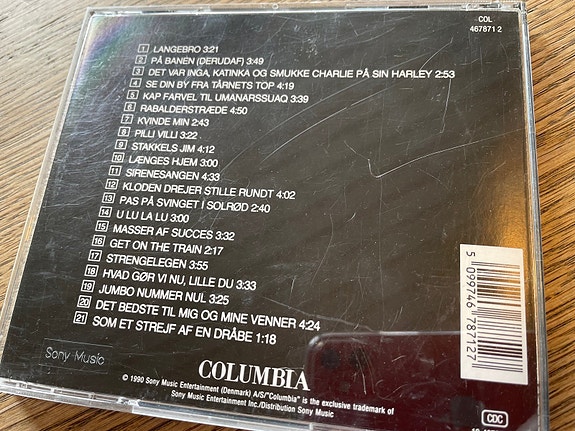 COL
467871 2
1 LANGEBRO 3:21
2 PÅ BANEN (DERUDAF) 3:49
3 DET VAR INGA, KATINKA OG SMUKKE CHARLIE PÅ SIN HARLEY 2:53
4 SE DIN BY FRA TÅRNETS TOP 4:19
5 KAP FARVEL TIL UMANARSSUAQ 3:39
6 RABALDERSTRÆDE 4:50
7 KVINDE MIN 2:43
8 PILLI VILLI 3:22
9 STAKKELS JIM 4:12
10 LÆNGES HJEM 3:00
11 SIRENESANGEN 4:33
12 KLODEN DREJER STILLE RUNDT 4:02
13 PAS PÅ SVINGET I SOLRØD 2:40
14 U LU LA LU 3:00
15 MASSER AF SUCCES 3:32
16 GET ON THE TRAIN 2:17
17 STRENGELEGEN 3:55
18 HVAD GØR VI NU, LILLE DU 3:33
19 JUMBO NUMMER NUL 3:25
20 DET BEDSTE TIL MIG OG MINE VENNER 4:24
21 SOM ET STREJF AF EN DRÅBE 1:18
5 099746 787127
Sony Music
COLUMBIA
© 1990 Sony Music Entertainment (Denmark) A/S/"Columbia" is the exclusive trademark of
Sony Music Entertainment Inc./Distribution Sony Music
CDC